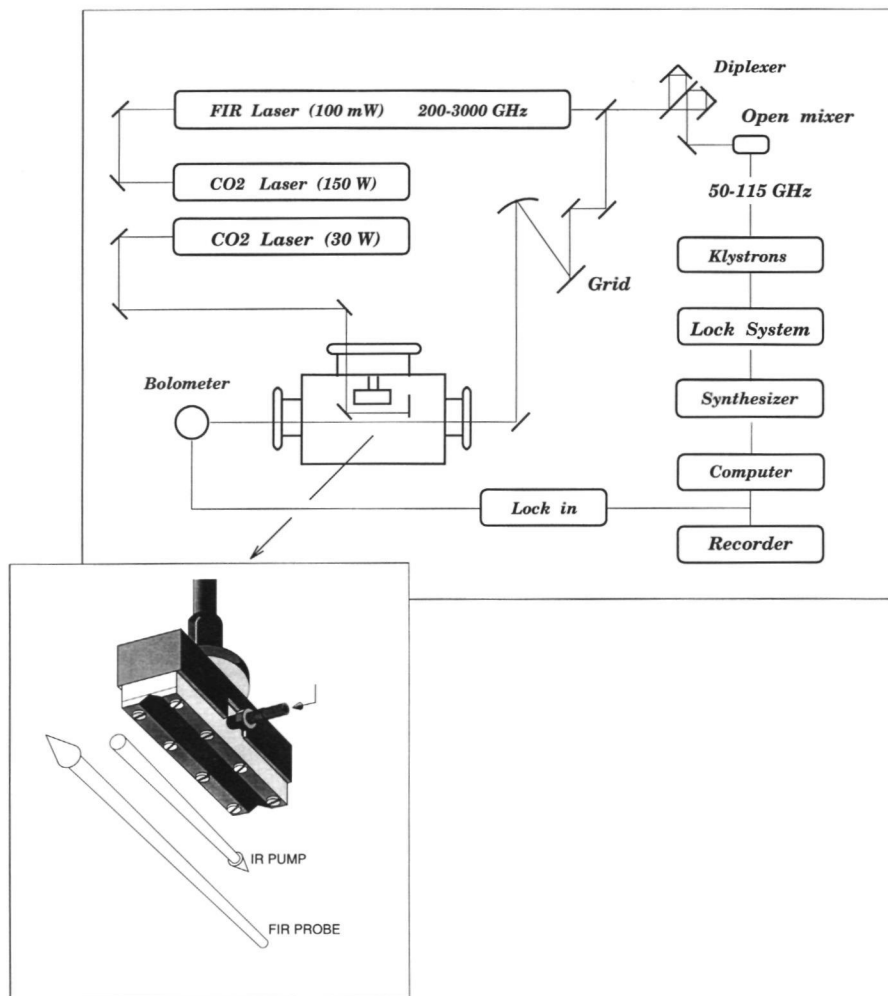 Diplexer
FIR Laser (100 mW) 200-3000 GHz
Open mixer
CO2 Laser (150 W)
50-115 GHz
CO2 Laser (30 W)
Klystrons
Grid
Lock System
Bolometer
Synthesizer
Computer
Lock in
Recorder
IR PUMP
FIR PROBE